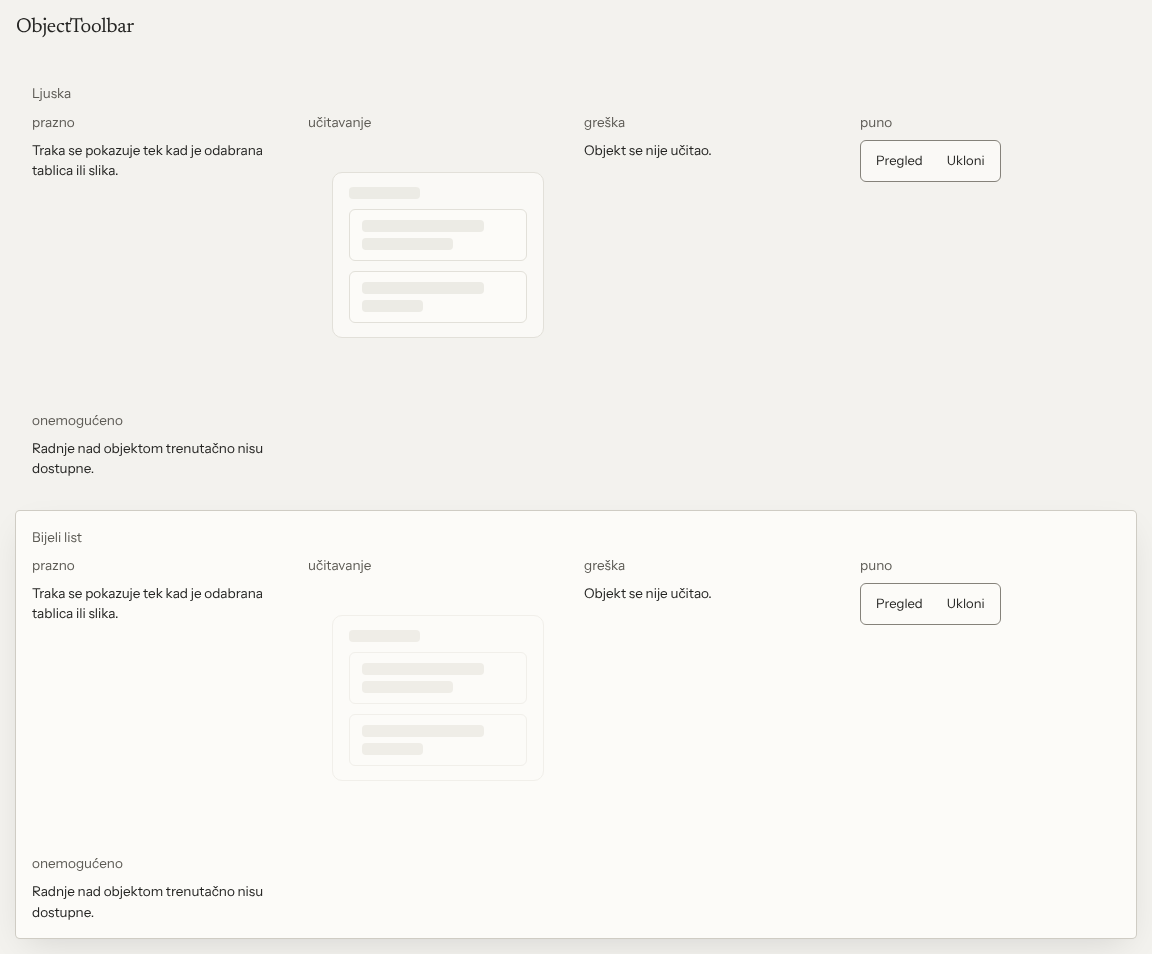 ObjectToolbar
Ljuska
prazno
Traka se pokazuje tek kad je odabrana
tablica ili slika.
učitavanje
greška
Objekt se nije učitao.
puno
Pregled Ukloni
onemogućeno
Radnje nad objektom trenutačno nisu
dostupne.
Bijeli list
prazno
Traka se pokazuje tek kad je odabrana
tablica ili slika.
učitavanje
greška
Objekt se nije učitao.
puno
Pregled Ukloni
onemogućeno
Radnje nad objektom trenutačno nisu
dostupne.